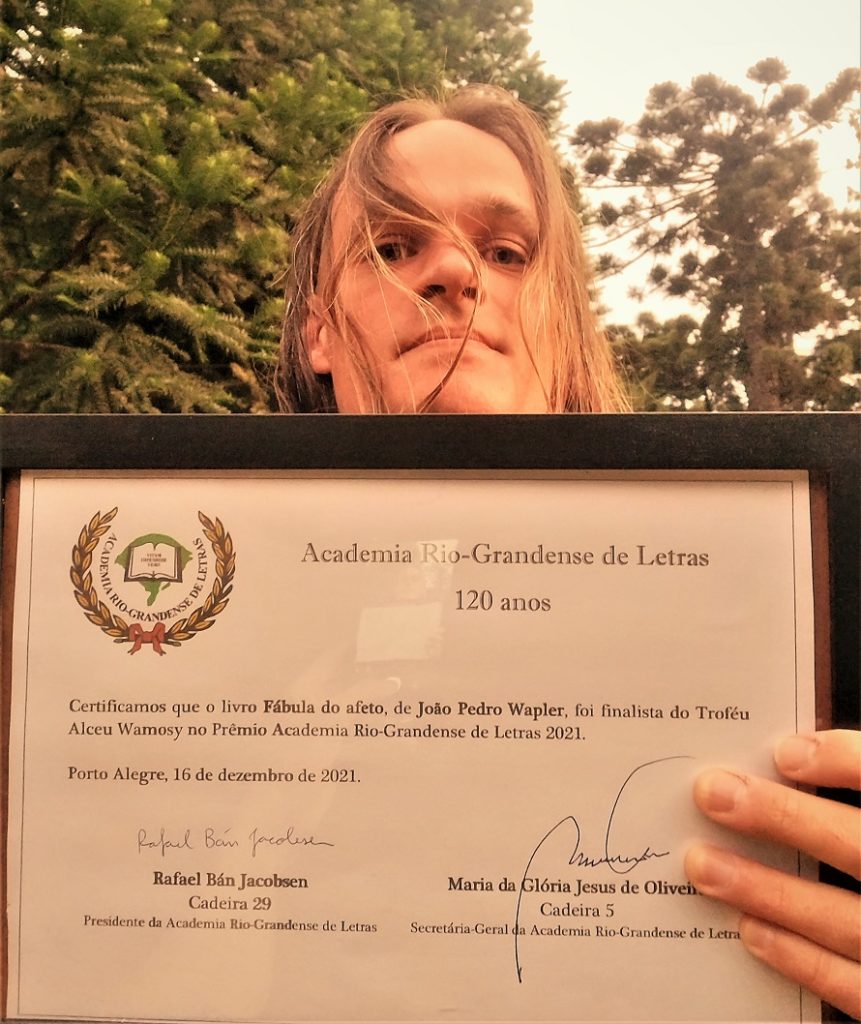 ACADEMIA RIO-GRANDENSE DE LETRAS
Academia Rio-Grandense de Letras
120 anos
Certificamos que o livro Fábula do afeto, de João Pedro Wapler, foi finalista do Troféu
Alceu Wamosy no Prêmio Academia Rio-Grandense de Letras 2021.
Porto Alegre, 16 de dezembro de 2021.
Rafael Bán Jacobsen
Rafael Bán Jacobsen
Cadeira 29
Presidente da Academia Rio-Grandense de Letras
Maria da Glória Jesus de Olivei
Cadeira 5
Secretária-Geral da Academia Rio-Grandense de Letra